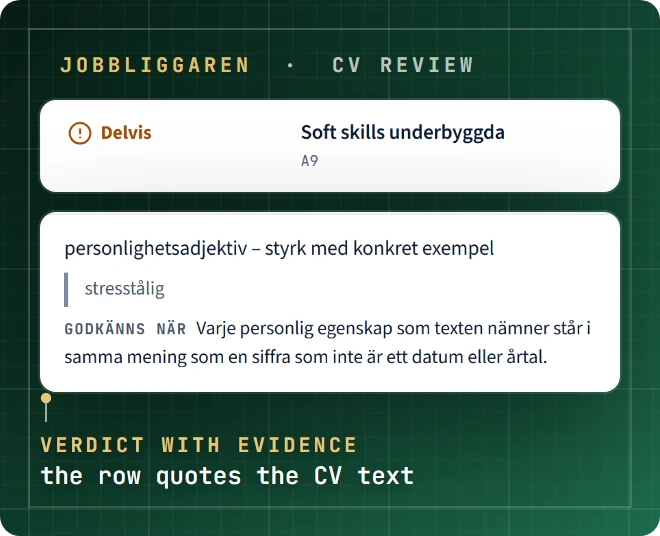 JOBBLIGGAREN · CV REVIEW
Delvis
Soft skills underbyggda
A9
personlighetsadjektiv – styrk med konkret exempel
stresstålig
GODKÄNNS NÄR Varje personlig egenskap som texten nämner står i
samma mening som en siffra som inte är ett datum eller årtal.
VERDICT WITH EVIDENCE
the row quotes the CV text